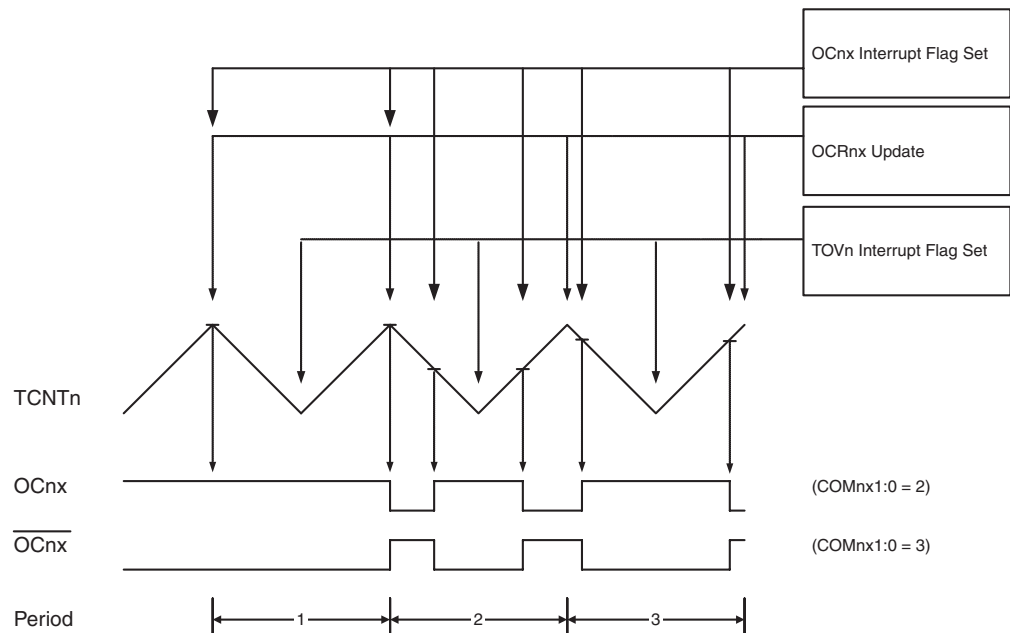 OCnx Interrupt Flag Set
OCRnx Update
TOVn Interrupt Flag Set
TCNTn
OCnx
(COMnx1:0 = 2)
OCnx
(COMnx1:0 = 3)
Period
1
2
3